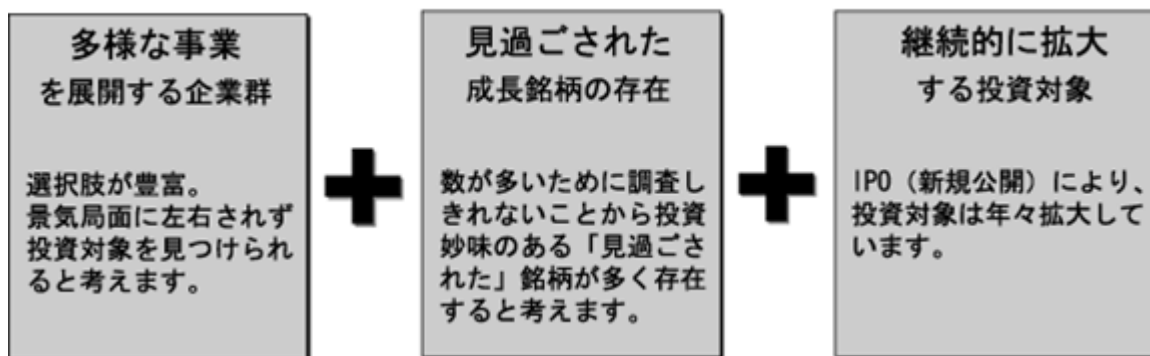 多様な事業
を展開する企業群
選択肢が豊富。
景気局面に左右されず
投資対象を見つけられ
ると考えます。
見過ごされた
成長銘柄の存在
数が多いために調査し
きれないことから投資
妙味のある「見過ごさ
れた」銘柄が多く存在
すると考えます。
継続的に拡大
する投資対象
IPO（新規公開）により、
投資対象は年々拡大して
います。